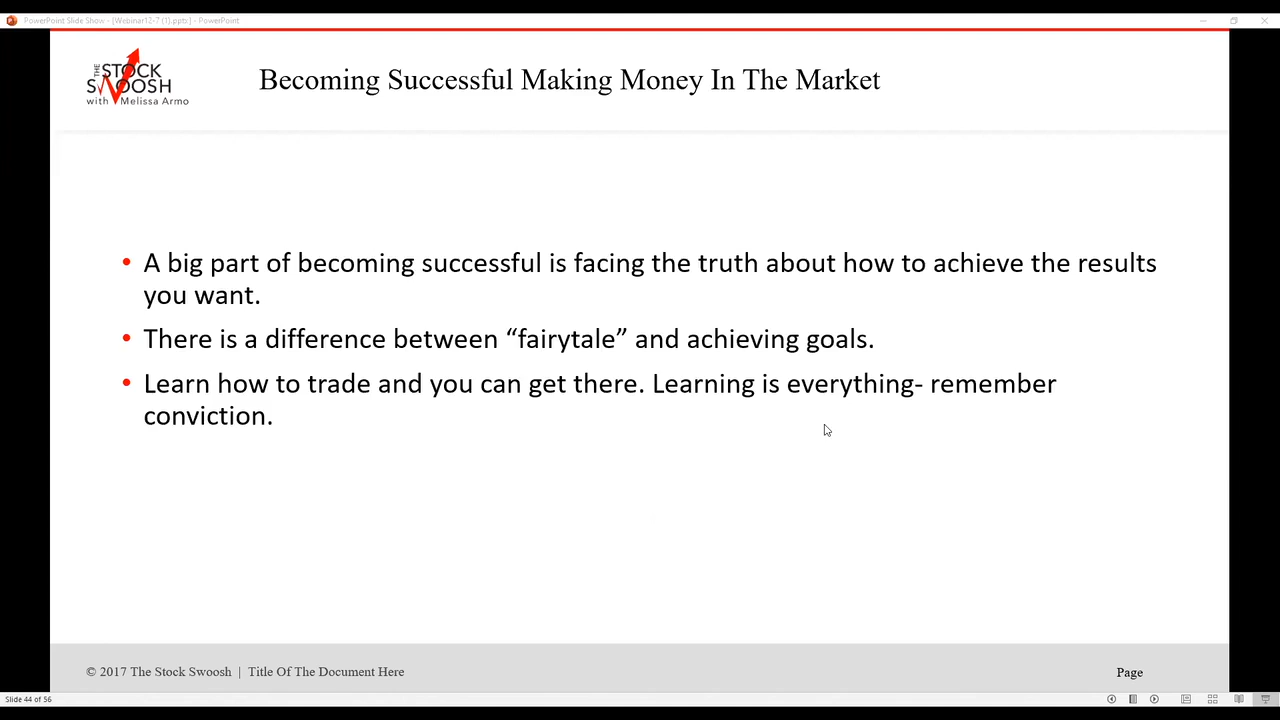 PowerPoint Slide Show - [Webinar12-7 (1).pptx] - PowerPoint
THE STOCK
SWOOSH
with Melissa Armo
Becoming Successful Making Money In The Market
• A big part of becoming successful is facing the truth about how to achieve the results
you want.
• There is a difference between “fairytale” and achieving goals.
• Learn how to trade and you can get there. Learning is everything- remember
conviction.
© 2017 The Stock Swoosh | Title Of The Document Here
Page
Slide 44 of 56